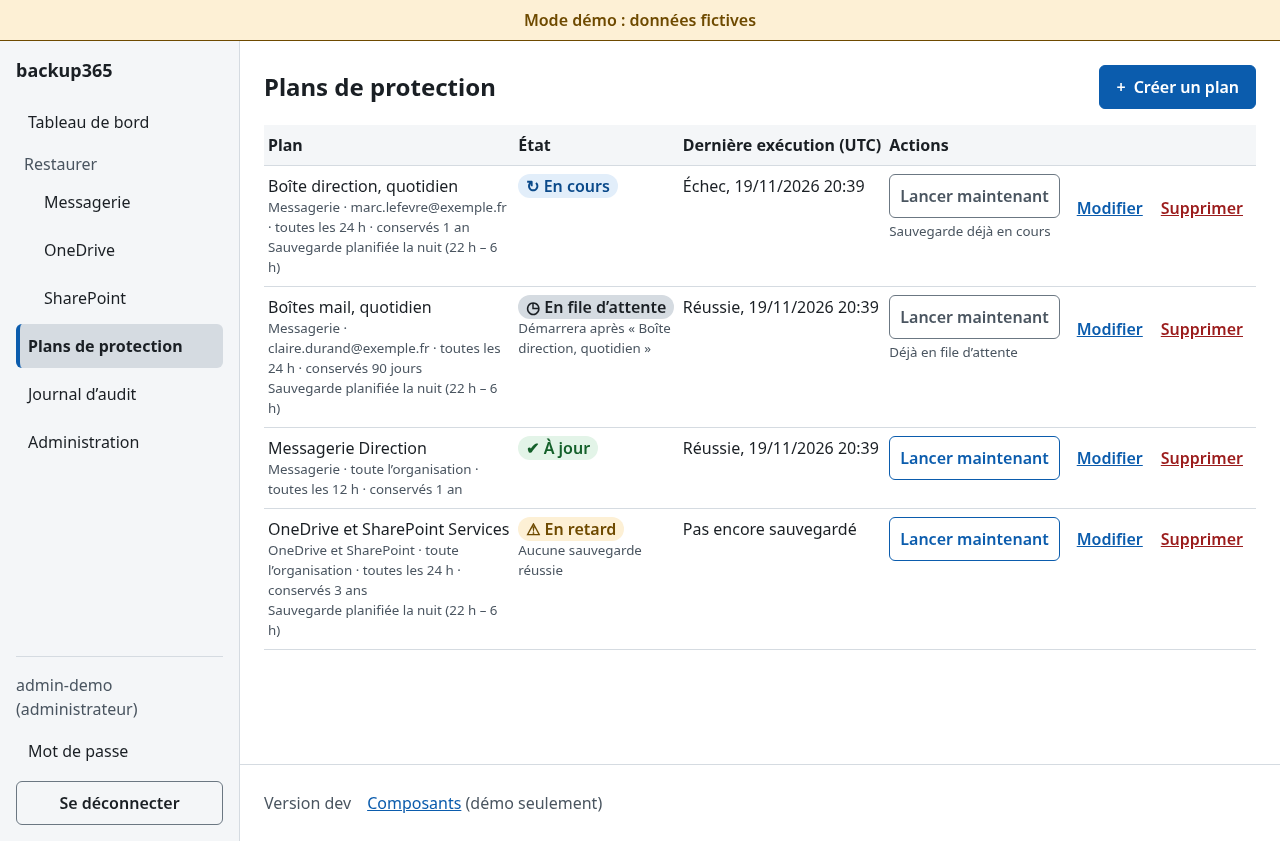 Mode démo : données fictives
backup365
Tableau de bord
Restaurer
Messagerie
OneDrive
SharePoint
Plans de protection
Journal d’audit
Administration
admin-demo
(administrateur)
Mot de passe
Se déconnecter
Plans de protection
+ Créer un plan
Plan État Dernière exécution (UTC) Actions
Boîte direction, quotidien
Messagerie · marc.lefevre@exemple.fr
· toutes les 24 h · conservés 1 an
Sauvegarde planifiée la nuit (22 h – 6
h)
↻ En cours
Échec, 19/11/2026 20:39
Lancer maintenant
Sauvegarde déjà en cours
Modifier Supprimer
Boîtes mail, quotidien
Messagerie ·
claire.durand@exemple.fr · toutes les
24 h · conservés 90 jours
Sauvegarde planifiée la nuit (22 h – 6
h)
◷ En file d’attente
Démarrera après « Boîte
direction, quotidien »
Réussie, 19/11/2026 20:39
Lancer maintenant
Déjà en file d’attente
Modifier Supprimer
Messagerie Direction
Messagerie · toute l’organisation ·
toutes les 12 h · conservés 1 an
✔ À jour
Réussie, 19/11/2026 20:39
Lancer maintenant
Modifier Supprimer
OneDrive et SharePoint Services
OneDrive et SharePoint · toute
l’organisation · toutes les 24 h ·
conservés 3 ans
Sauvegarde planifiée la nuit (22 h – 6
h)
⚠ En retard
Aucune sauvegarde
réussie
Pas encore sauvegardé
Lancer maintenant
Modifier Supprimer
Version dev Composants (démo seulement)